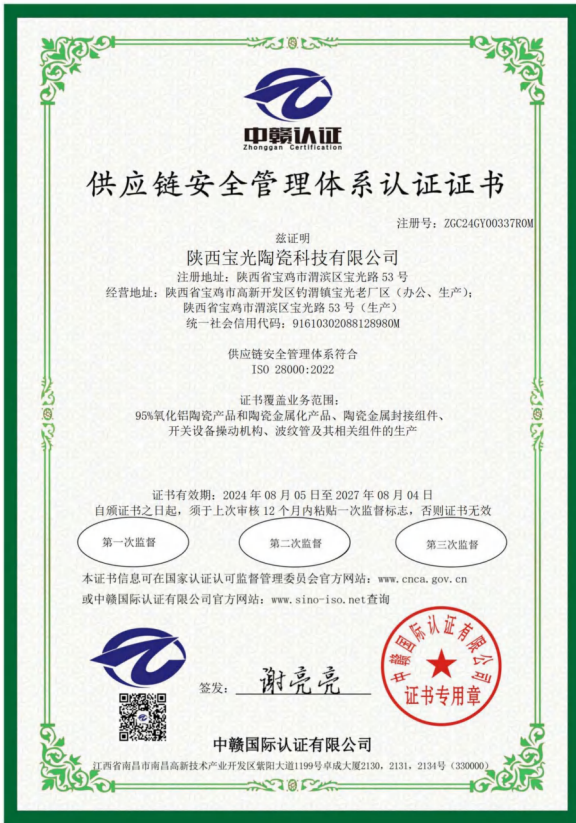 中赣认证
Zhonggan Certification
供应链安全管理体系认证证书
注册号：ZGC24GY00337R0M
兹证明
陕西宝光陶瓷科技有限公司
注册地址：陕西省宝鸡市渭滨区宝光路 53 号
经营地址：陕西省宝鸡市高新开发区钓渭镇宝光老厂区（办公、生产）；
陕西省宝鸡市渭滨区宝光路 53 号（生产）
统一社会信用代码：91610302088128980M
供应链安全管理体系符合
ISO 28000:2022
证书覆盖业务范围：
95%氧化铝陶瓷产品和陶瓷金属化产品、陶瓷金属封接组件、
开关设备操动机构、波纹管及其相关组件的生产
证书有效期：2024 年 08 月 05 日至 2027 年 08 月 04 日
自颁证书之日起，须于上次审核 12 个月内粘贴一次监督标志，否则证书无效
第一次监督
第二次监督
第三次监督
本证书信息可在国家认证认可监督管理委员会官方网站：www.cnca.gov.cn
或中赣国际认证有限公司官方网站：www.sino-iso.net查询
签发：谢亮亮
中赣国际认证有限公司
证书专用章
中赣国际认证有限公司
江西省南昌市南昌高新技术产业开发区紫阳大道1199号卓成大厦2130，2131，2134号（330000）